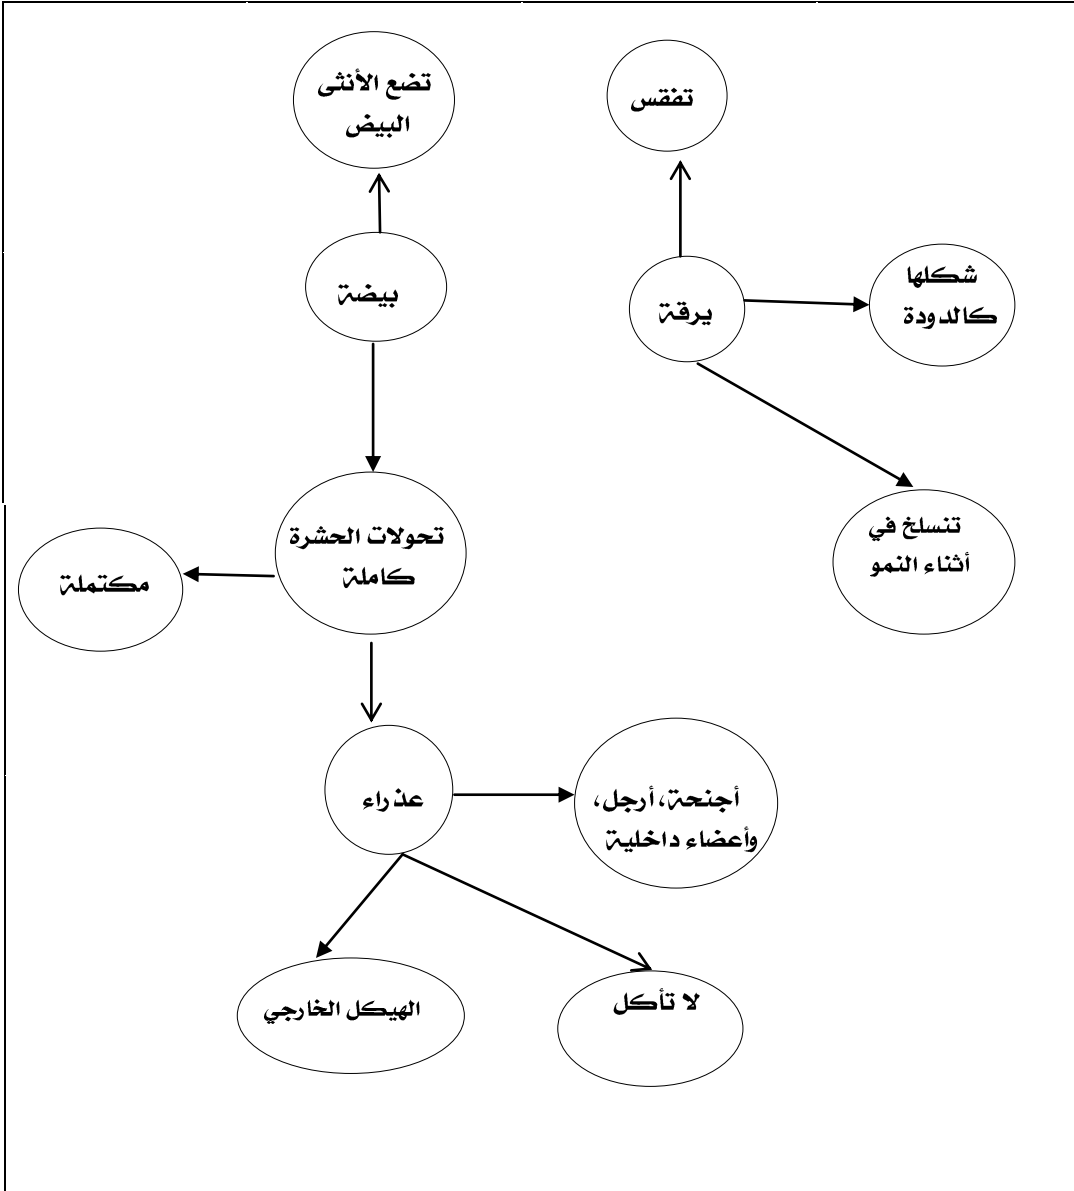 تضع الأنثى
البيض
تفقس
بيضة
يرقة
شكلها
كالدودة
تحولات الحشرة
كاملة
مكتملة
تنسلخ في
أثناء النمو
عذراء
أجنحة، أرجل،
وأعضاء داخلية
الهيكل الخارجي
لا تأكل